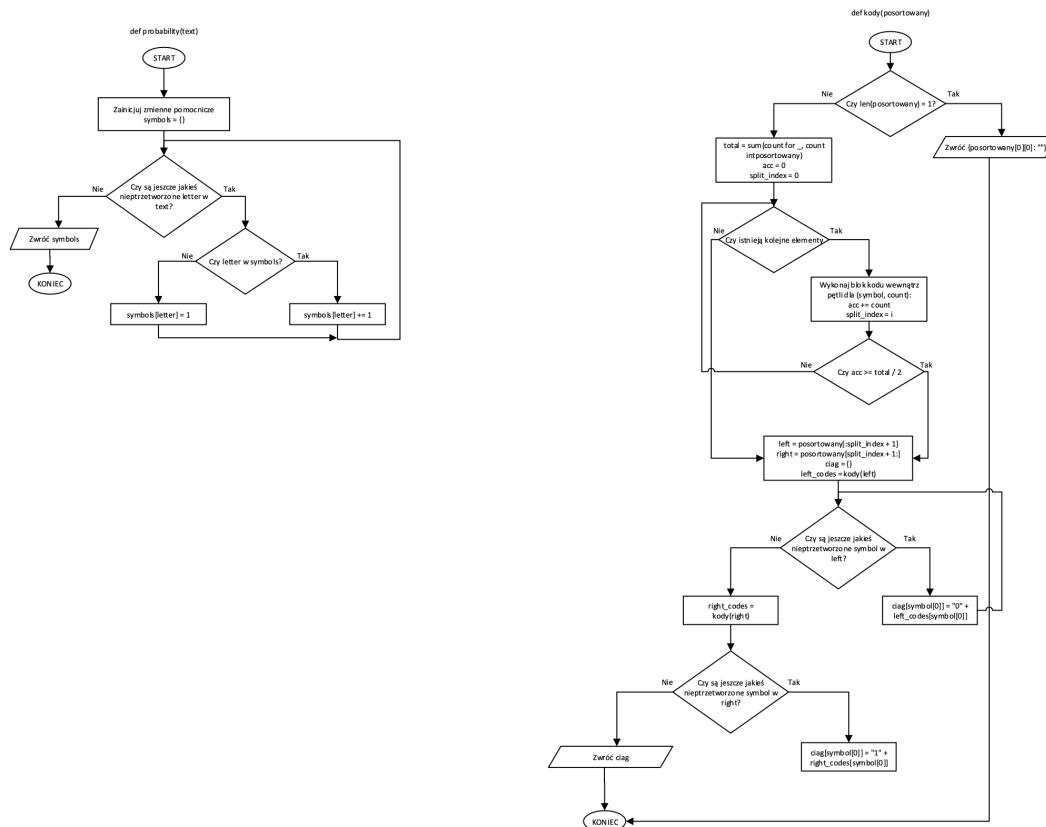 def probability(text)
START
Zainicjuj zmienne pomocnicze
symbols = {}
Czy są jeszcze jakieś
nieptrzetworzone letter w
text?
Nie
Tak
Zwróć symbols
KONIEC
Czy letter w symbols?
Nie
Tak
symbols[letter] = 1
symbols[letter] += 1
def kody(posortowany)
START
Czy len(posortowany) = 1?
Nie
Tak
total = sum(count for _, count
intposortowany)
acc = 0
split_index = 0
Zwróć {posortowany[0][0]: ""}
Czy istnieją kolejne elementy
Nie
Tak
Wykonaj blok kodu wewnątrz
pętli dla (symbol, count):
acc += count
split_index = i
Czy acc >= total / 2
Nie
Tak
left = posortowany[:split_index + 1]
right = posortowany[split_index + 1:]
ciag = {}
left_codes = kody(left)
Czy są jeszcze jakieś
nieptrzetworzone symbol w
left?
Nie
Tak
right_codes =
kody(right)
ciag[symbol[0]] = "0" +
left_codes[symbol[0]]
Czy są jeszcze jakieś
nieptrzetworzone symbol w
right?
Nie
Tak
Zwróć ciag
ciag[symbol[0]] = "1" +
right_codes[symbol[0]]
KONIEC